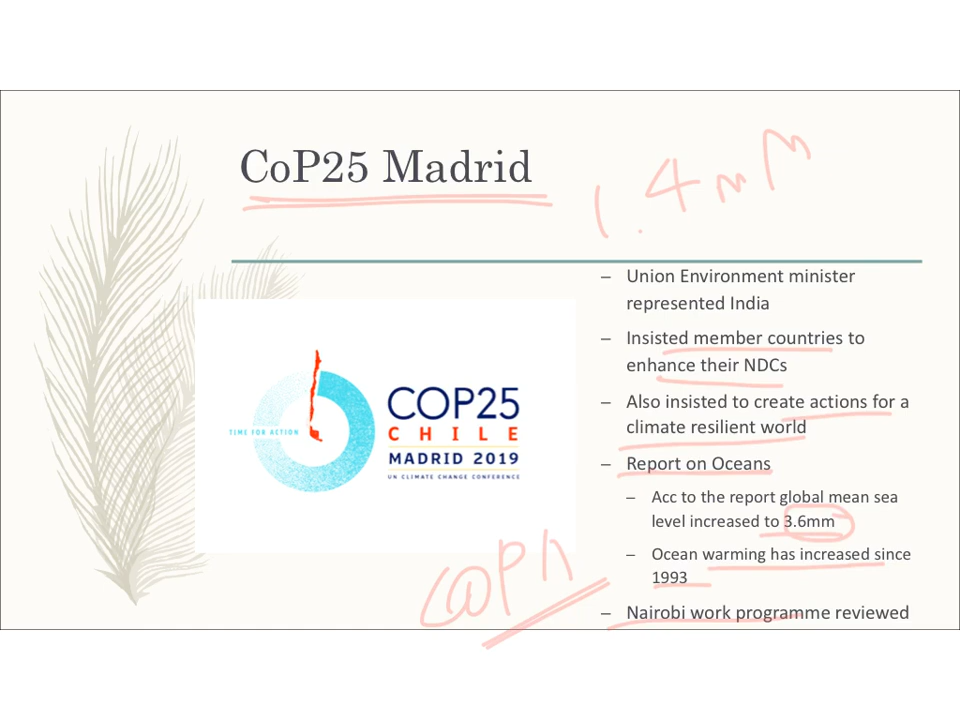 CoP25 Madrid
1.4 mm
– Union Environment minister
represented India
– Insisted member countries to
enhance their NDCs
– Also insisted to create actions for a
climate resilient world
– Report on Oceans
– Acc to the report global mean sea
level increased to 3.6mm
– Ocean warming has increased since
1993
– Nairobi work programme reviewed
TIME FOR ACTION
COP25
CHILE
MADRID 2019
UN CLIMATE CHANGE CONFERENCE